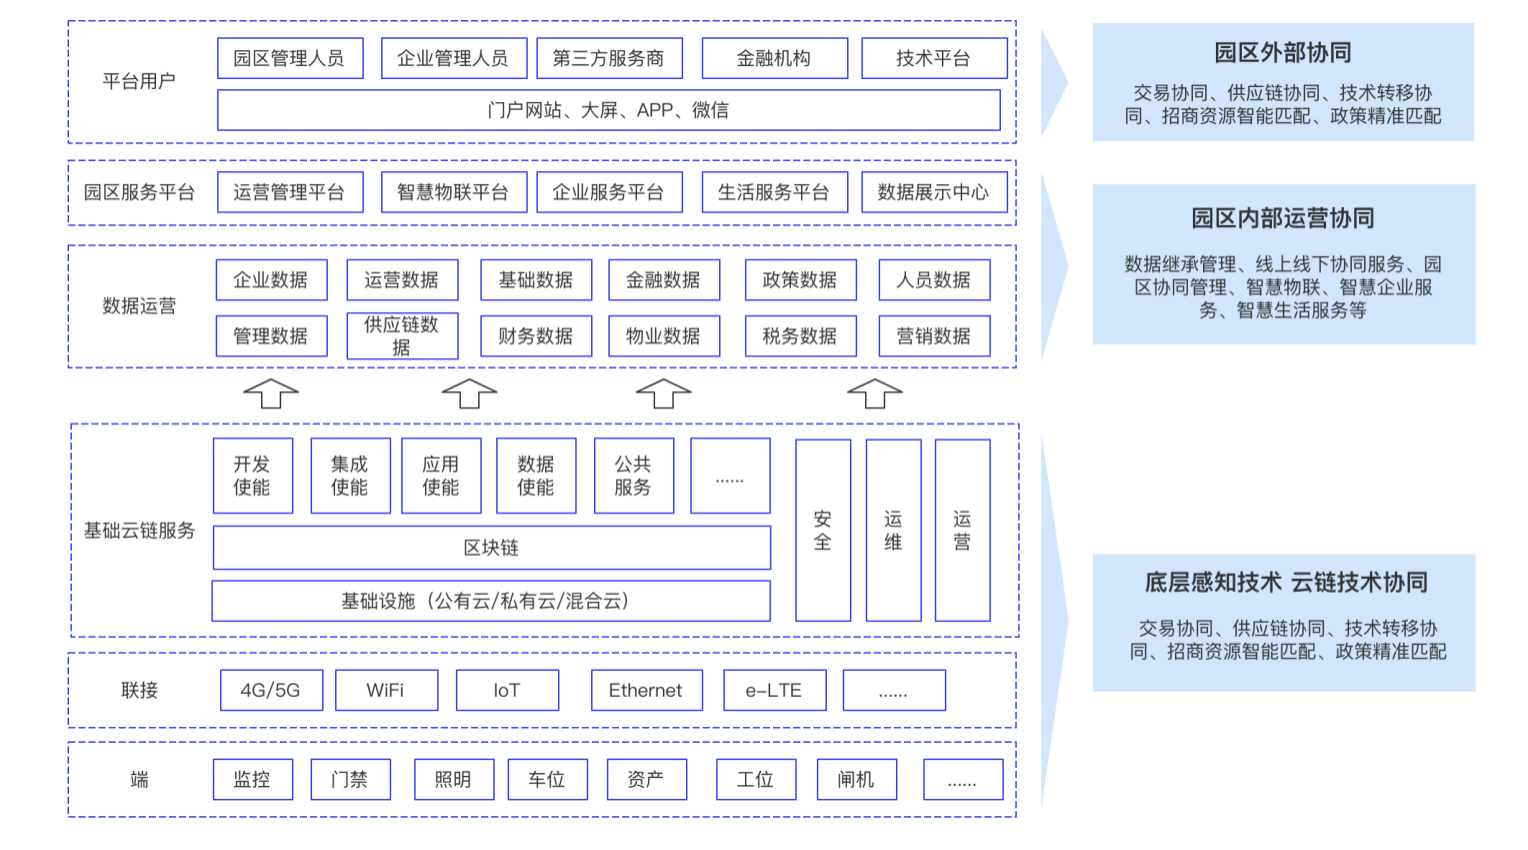 平台用户
园区管理人员
企业管理人员
第三方服务商
金融机构
技术平台
门户网站、大屏、APP、微信
园区服务平台
运营管理平台
智慧物联平台
企业服务平台
生活服务平台
数据展示中心
数据运营
企业数据
运营数据
基础数据
金融数据
政策数据
人员数据
管理数据
供应链数
据
财务数据
物业数据
税务数据
营销数据
基础云链服务
开发
使能
集成
使能
应用
使能
数据
使能
公共
服务
......
区块链
基础设施（公有云/私有云/混合云）
安
全
运
维
运
营
联接
4G/5G
WiFi
IoT
Ethernet
e-LTE
......
端
监控
门禁
照明
车位
资产
工位
闸机
......
园区外部协同
交易协同、供应链协同、技术转移协
同、招商资源智能匹配、政策精准匹配
园区内部运营协同
数据继承管理、线上线下协同服务、园
区协同管理、智慧物联、智慧企业服
务、智慧生活服务等
底层感知技术 云链技术协同
交易协同、供应链协同、技术转移协
同、招商资源智能匹配、政策精准匹配